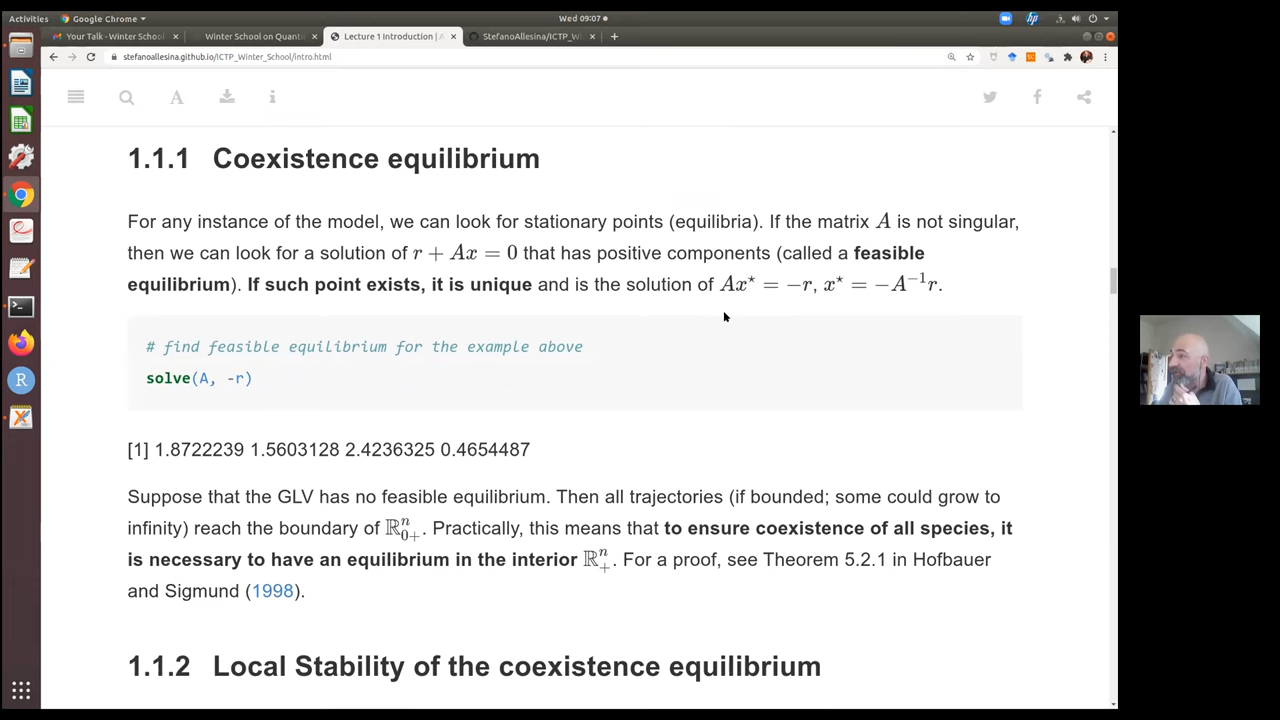 Activities Google Chrome Wed 09:07
Your Talk - Winter School Winter School on Quanti Lecture 1 Introduction | A StefanoAllesina/ICTP_Wi
stefanoallesina.github.io/ICTP_Winter_School/intro.html
1.1.1 Coexistence equilibrium
For any instance of the model, we can look for stationary points (equilibria). If the matrix A is not singular,
then we can look for a solution of r + Ax = 0 that has positive components (called a feasible
equilibrium). If such point exists, it is unique and is the solution of Ax⋆ = −r, x⋆ = −A⁻¹r.
# find feasible equilibrium for the example above
solve(A, -r)
[1] 1.8722239 1.5603128 2.4236325 0.4654487
Suppose that the GLV has no feasible equilibrium. Then all trajectories (if bounded; some could grow to
infinity) reach the boundary of ℝⁿ₀₊. Practically, this means that to ensure coexistence of all species, it
is necessary to have an equilibrium in the interior ℝⁿ₊. For a proof, see Theorem 5.2.1 in Hofbauer
and Sigmund (1998).
1.1.2 Local Stability of the coexistence equilibrium